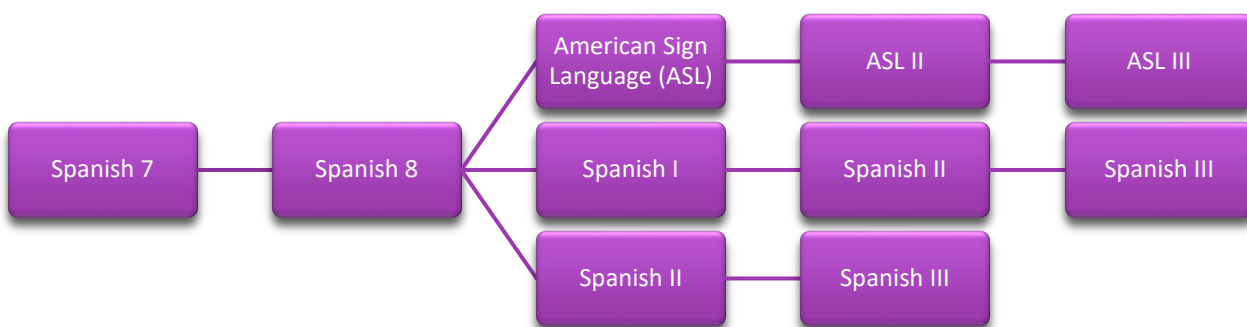 American Sign
Language (ASL)
ASL II
ASL III
Spanish 7
Spanish 8
Spanish I
Spanish II
Spanish III
Spanish II
Spanish III